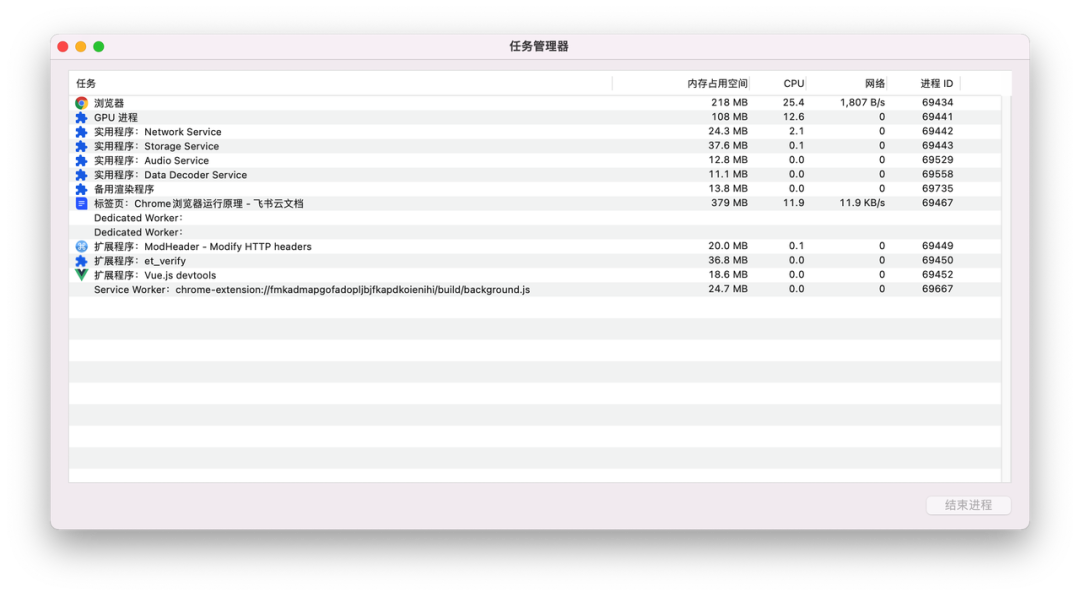 任务管理器
任务 内存占用空间 CPU 网络 进程 ID
浏览器 218 MB 25.4 1,807 B/s 69434
GPU 进程 108 MB 12.6 0 69441
实用程序：Network Service 24.3 MB 2.1 0 69442
实用程序：Storage Service 37.6 MB 0.1 0 69443
实用程序：Audio Service 12.8 MB 0.0 0 69529
实用程序：Data Decoder Service 11.1 MB 0.0 0 69558
备用渲染程序 13.8 MB 0.0 0 69735
标签页：Chrome浏览器运行原理 - 飞书云文档 379 MB 11.9 11.9 KB/s 69467
Dedicated Worker：
Dedicated Worker：
扩展程序：ModHeader - Modify HTTP headers 20.0 MB 0.1 0 69449
扩展程序：et_verify 36.8 MB 0.0 0 69450
扩展程序：Vue.js devtools 18.6 MB 0.0 0 69452
Service Worker：chrome-extension://fmkadmapgofadopljbjfkapdkoienihi/build/background.js 24.7 MB 0.0 0 69667
结束进程